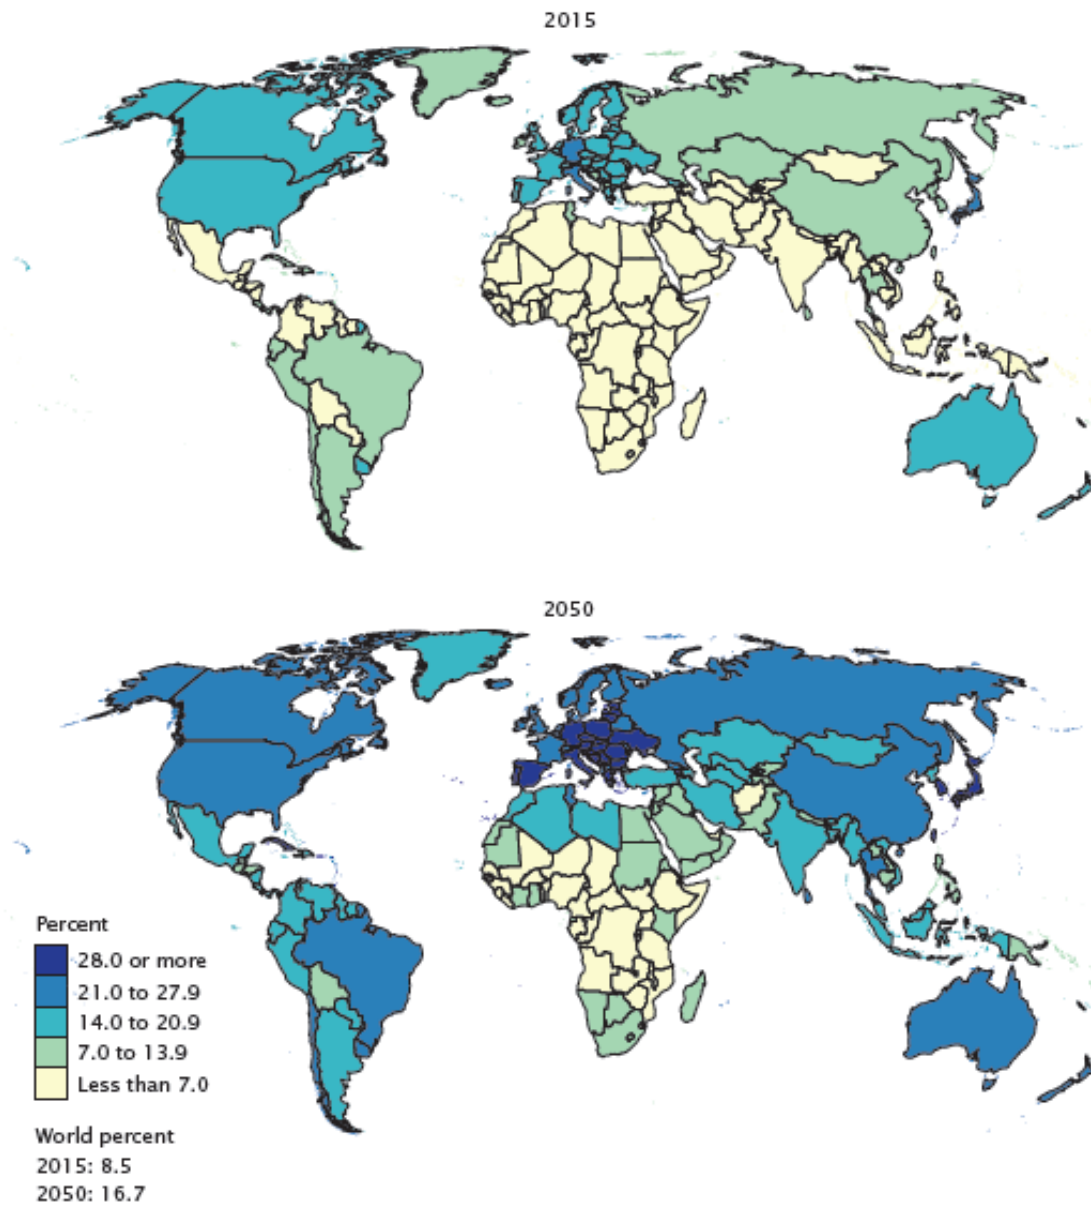 2015
2050
Percent
28.0 or more
21.0 to 27.9
14.0 to 20.9
7.0 to 13.9
Less than 7.0
World percent
2015: 8.5
2050: 16.7